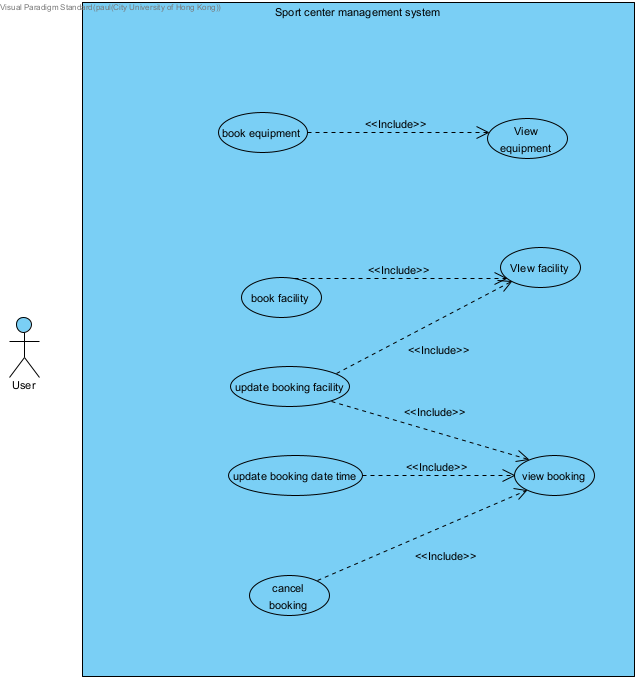 Visual Paradigm Standard(paul(City University of Hong Kong))
Sport center management system
book equipment
<<Include>>
View
equipment
<<Include>>
VIew facility
book facility
<<Include>>
User
update booking facility
<<Include>>
<<Include>>
update booking date time
view booking
<<Include>>
cancel
booking